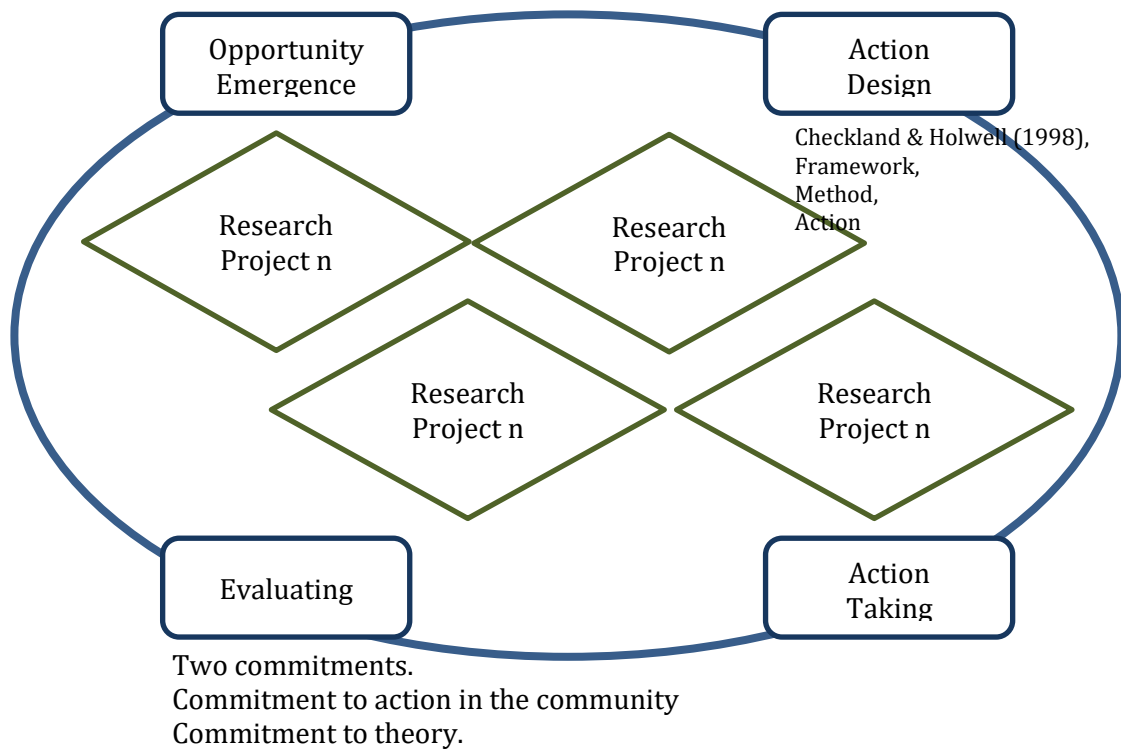 Opportunity
Emergence
Action
Design
Checkland & Holwell (1998),
Framework,
Method,
Action
Research
Project n
Research
Project n
Research
Project n
Research
Project n
Evaluating
Action
Taking
Two commitments.
Commitment to action in the community
Commitment to theory.